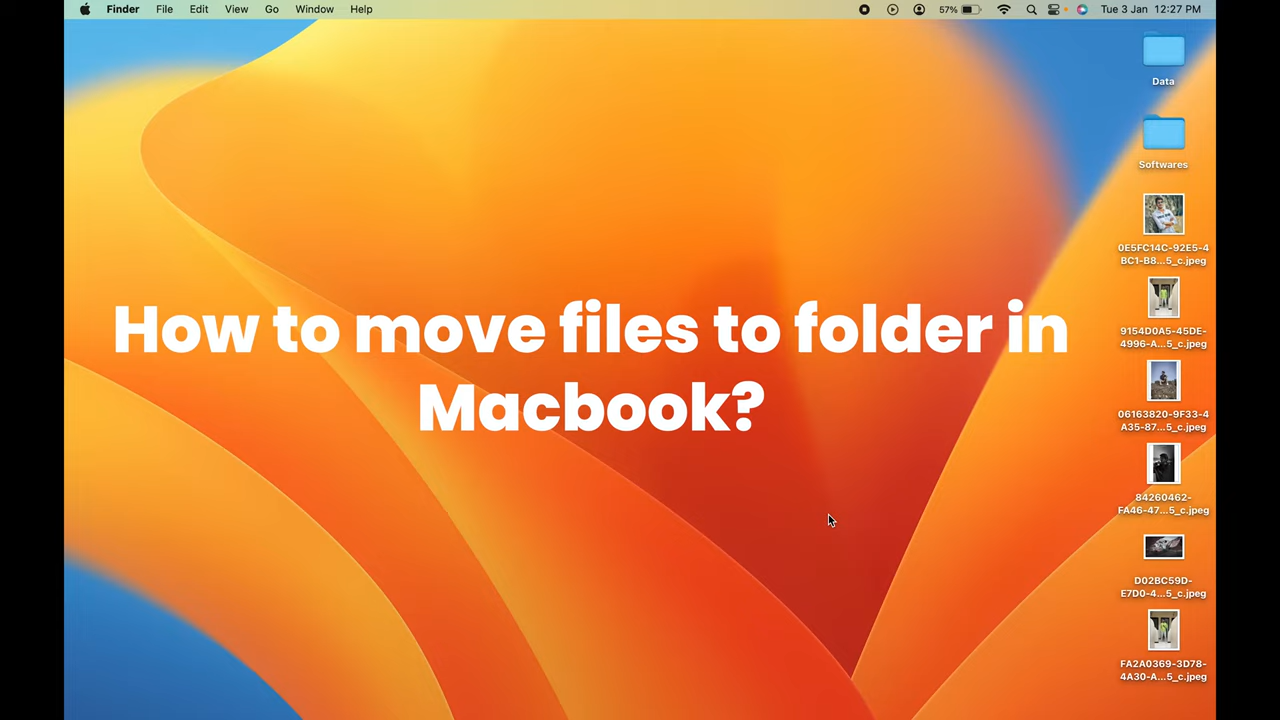 Finder File Edit View Go Window Help 57% Tue 3 Jan 12:27 PM
Data
Softwares
0E5FC14C-92E5-4
BC1-B8...5_c.jpeg
9154D0A5-45DE-
4996-A...5_c.jpeg
How to move files to folder in
Macbook?
06163820-9F33-4
A35-87...5_c.jpeg
84260462-
FA46-47...5_c.jpeg
D02BC59D-
E7D0-4...5_c.jpeg
FA2A0369-3D78-
4A30-A...5_c.jpeg